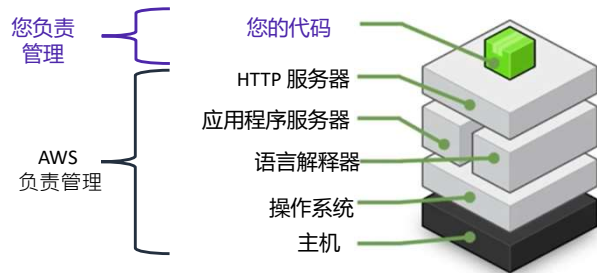 您负责
管理
您的代码
HTTP 服务器
应用程序服务器
语言解释器
操作系统
主机
AWS
负责管理